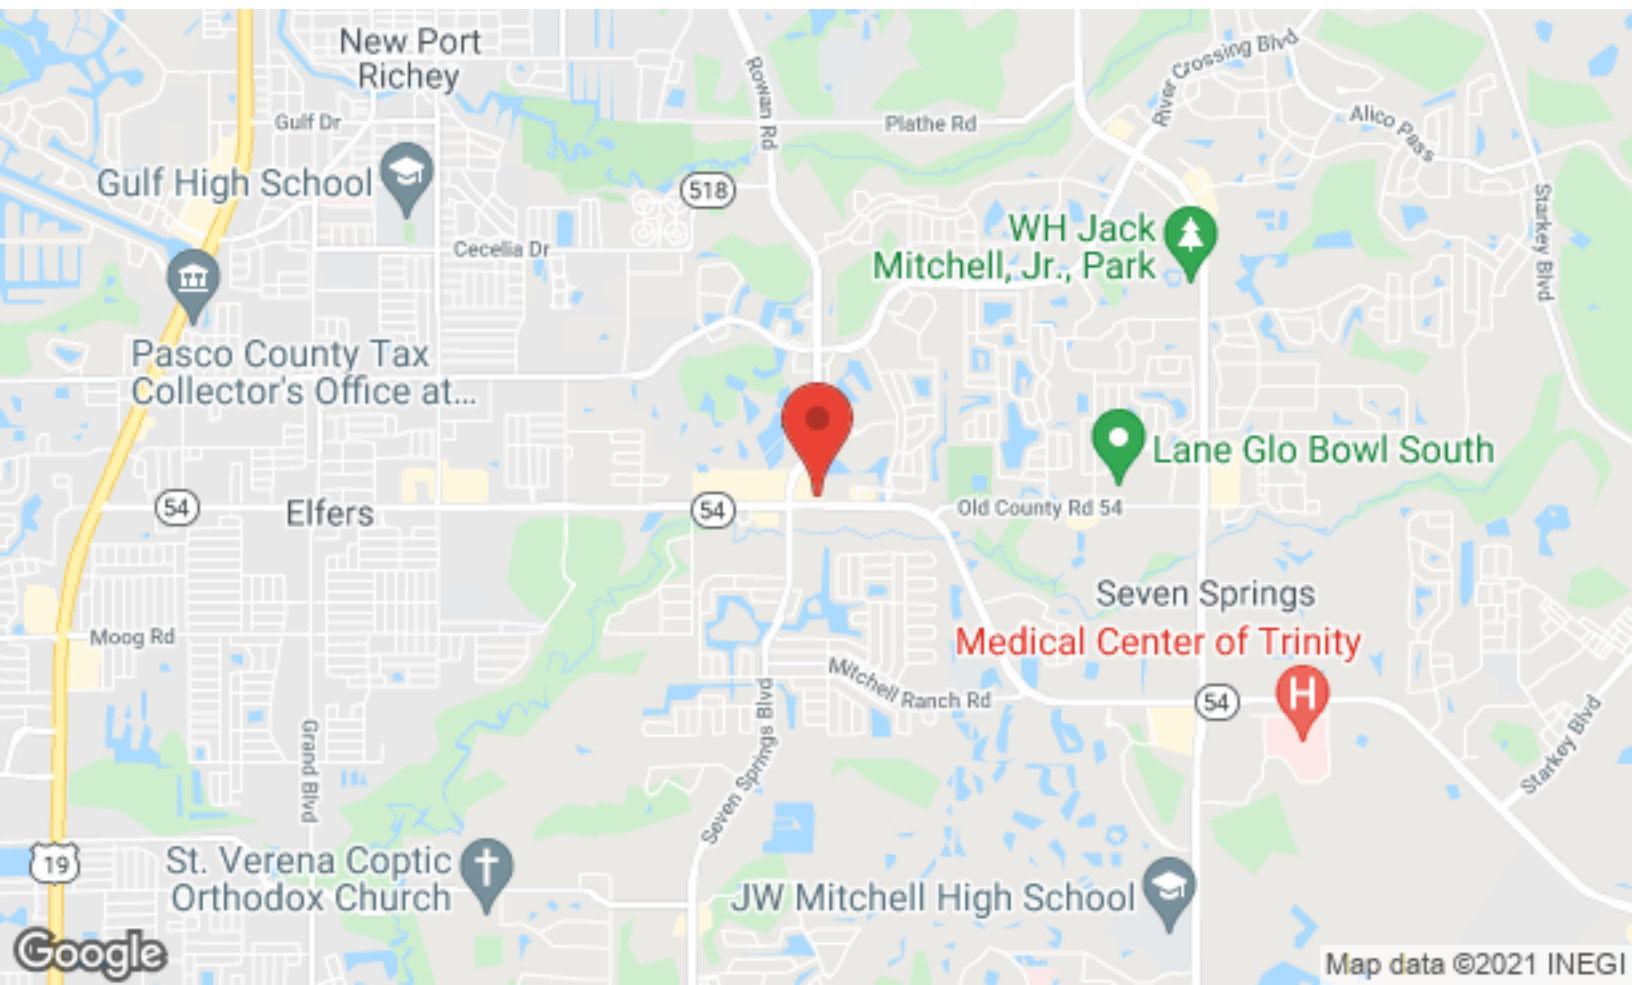 New Port
Richey
Rowan Rd
River Crossing Blvd
Gulf Dr
Plathe Rd
Alico Pass
Gulf High School
518
Starkey Blvd
WH Jack
Mitchell, Jr., Park
Cecelia Dr
Pasco County Tax
Collector's Office at...
Lane Glo Bowl South
54
Elfers
54
Old County Rd 54
Seven Springs
Moog Rd
Medical Center of Trinity
Mitchell Ranch Rd
54
Grand Blvd
Seven Springs Blvd
Starkey Blvd
19
St. Verena Coptic
Orthodox Church
JW Mitchell High School
H
Google
Map data ©2021 INEGI